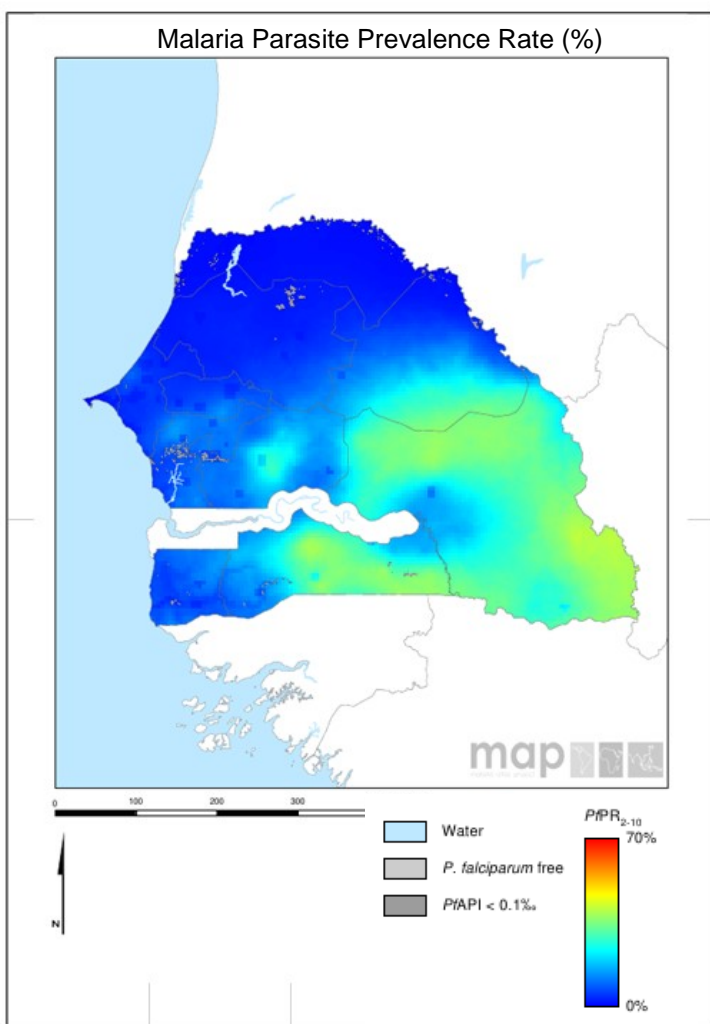 Malaria Parasite Prevalence Rate (%)
map
0 100 200 300
N
Water
P. falciparum free
PfAPI < 0.1‰
PfPR2-10
70%
0%